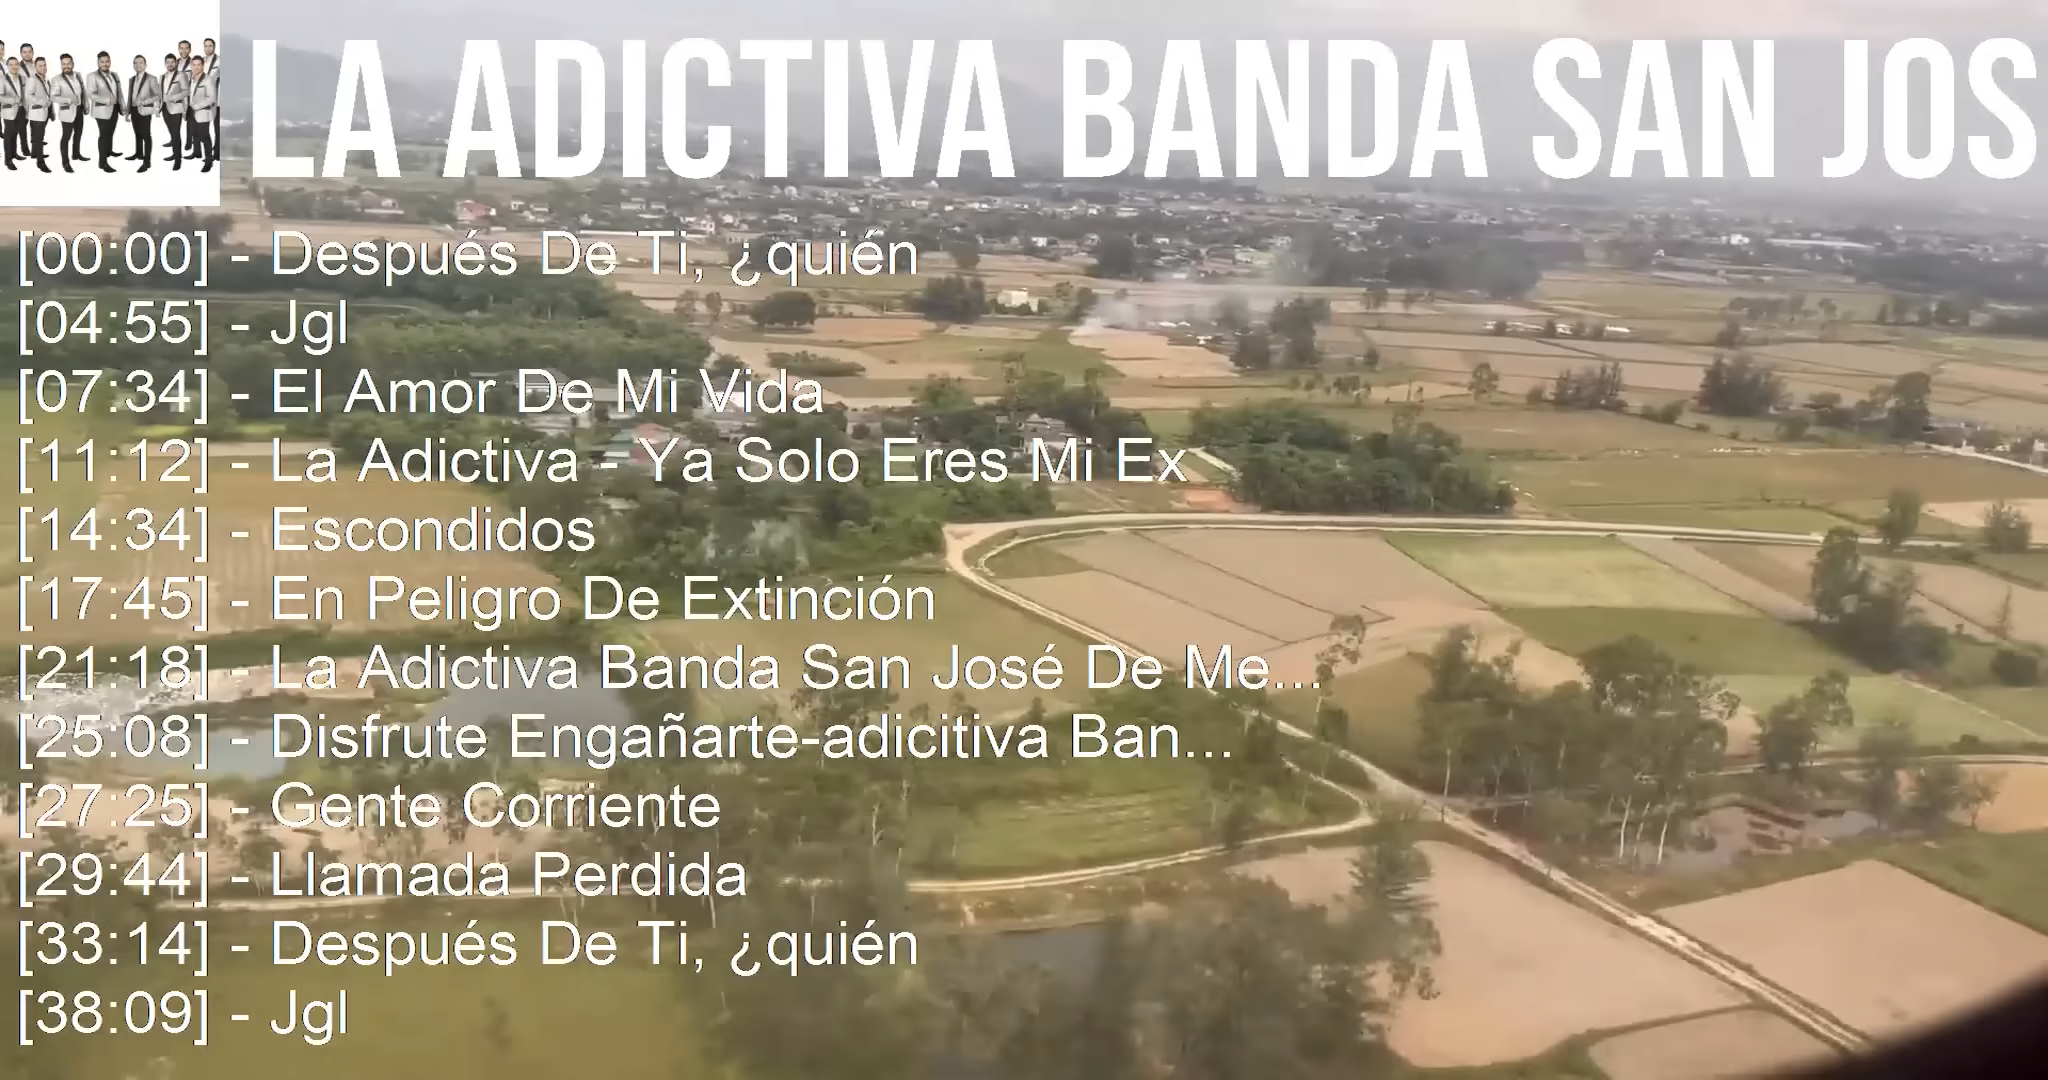 LA ADICTIVA BANDA SAN JOS
[00:00] - Después De Ti, ¿quién
[04:55] - Jgl
[07:34] - El Amor De Mi Vida
[11:12] - La Adictiva - Ya Solo Eres Mi Ex
[14:34] - Escondidos
[17:45] - En Peligro De Extinción
[21:18] - La Adictiva Banda San José De Me...
[25:08] - Disfrute Engañarte-adicitiva Ban...
[27:25] - Gente Corriente
[29:44] - Llamada Perdida
[33:14] - Después De Ti, ¿quién
[38:09] - Jgl